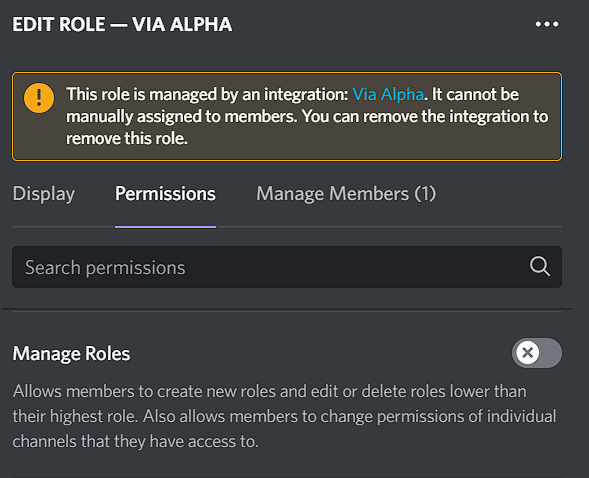 EDIT ROLE — VIA ALPHA
This role is managed by an integration: Via Alpha. It cannot be
manually assigned to members. You can remove the integration to
remove this role.
Display Permissions Manage Members (1)
Search permissions
Manage Roles
Allows members to create new roles and edit or delete roles lower than
their highest role. Also allows members to change permissions of individual
channels that they have access to.